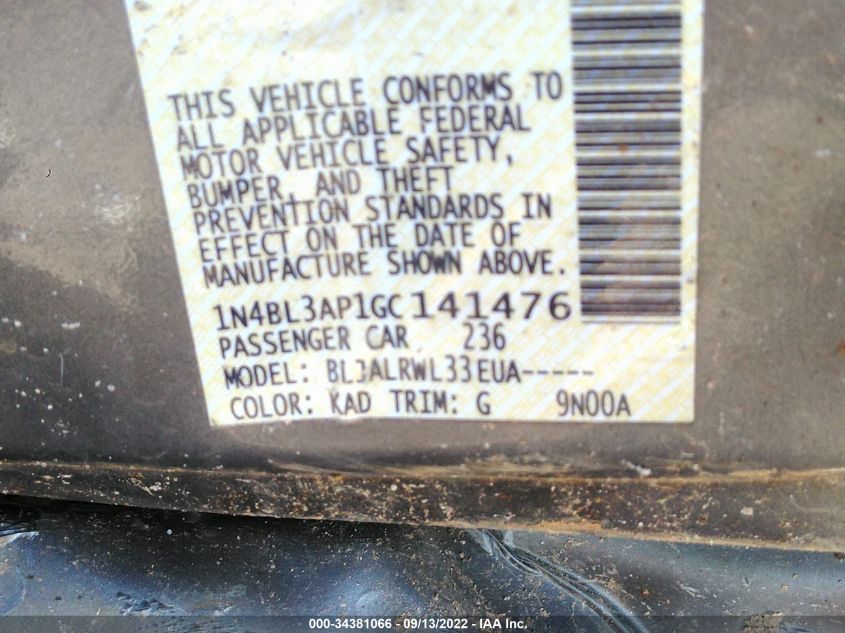 THIS VEHICLE CONFORMS TO
ALL APPLICABLE FEDERAL
MOTOR VEHICLE SAFETY,
BUMPER, AND THEFT
PREVENTION STANDARDS IN
EFFECT ON THE DATE OF
MANUFACTURE SHOWN ABOVE.
1N4BL3AP1GC141476
PASSENGER CAR 236
MODEL: BL3ALRWL33EUA-----
COLOR: KAD TRIM: G 9N00A
000-34381066 - 09/13/2022 - IAA Inc.